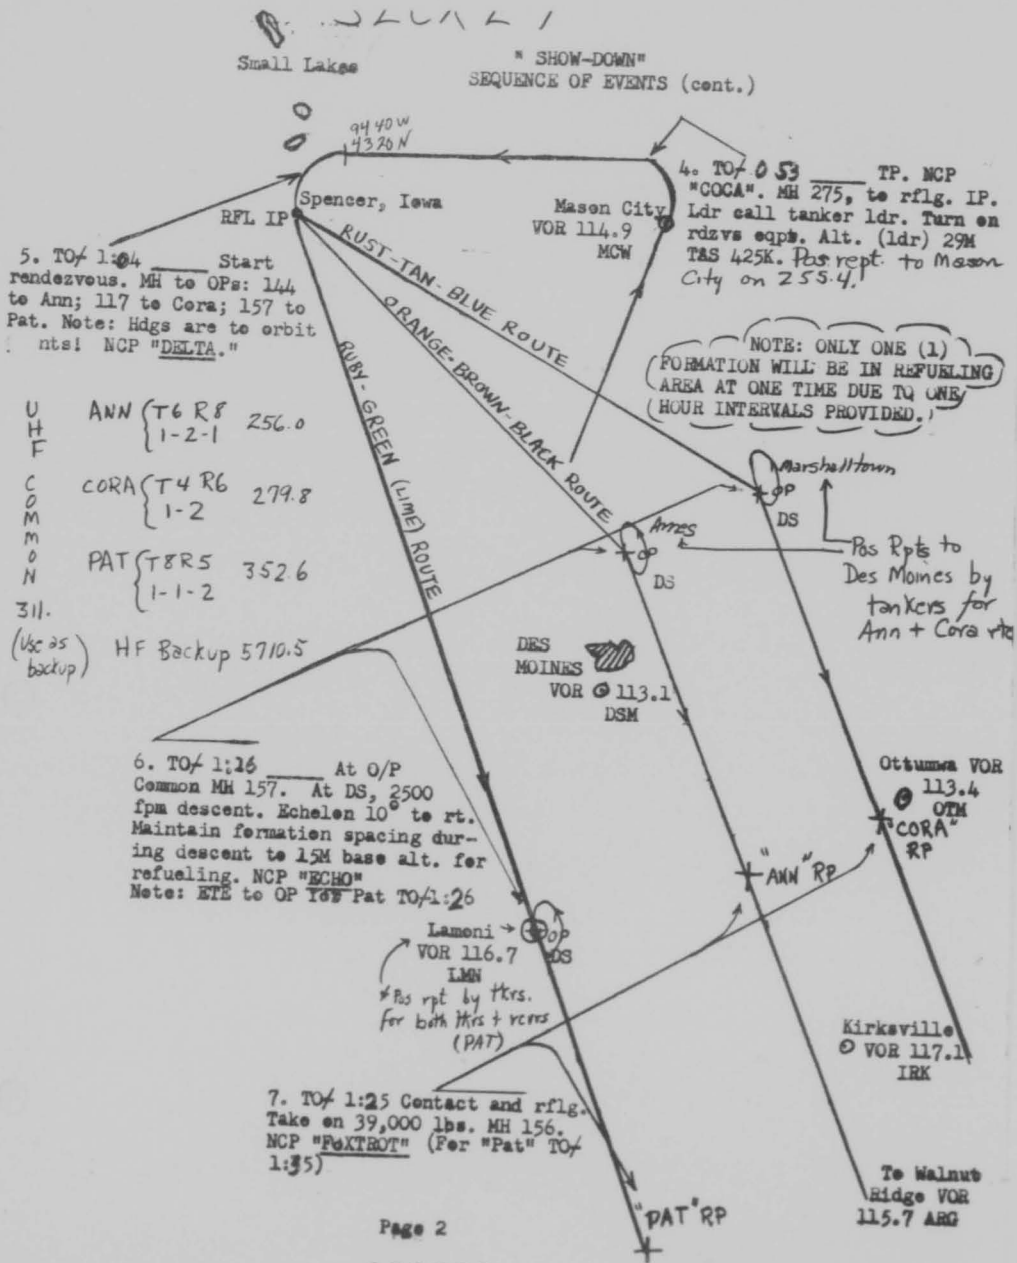 SECRET
Small Lakes
" SHOW-DOWN"
SEQUENCE OF EVENTS (cont.)
9440W
4320N
4. TO/ 0 53 ____ TP. NCP
"COCA". MH 275, to rflg. IP.
Ldr call tanker ldr. Turn on
rdzvs eqpt. Alt. (ldr) 29M
TAS 425K. Pos rept. to Mason
City on 255.4.
Spencer, Iowa
RFL IP
Mason City
VOR 114.9
MCW
5. TO/ 1:04 ____ Start
rendezvous. MH to OPs: 144
to Ann; 117 to Cora; 157 to
Pat. Note: Hdgs are to orbit
nts! NCP "DELTA."
RUST-TAN-BLUE ROUTE
ORANGE-BROWN-BLACK ROUTE
RUBY-GREEN (LIME) ROUTE
NOTE: ONLY ONE (1)
FORMATION WILL BE IN REFUELING
AREA AT ONE TIME DUE TO ONE
HOUR INTERVALS PROVIDED.
UHF
COMMON
311.
(Use as
backup)
ANN { T6 R8
1-2-1
256.0
CORA { T4 R6
1-2
279.8
PAT { T8 R5
1-1-2
352.6
HF Backup 5710.5
Marshalltown
OP
DS
Ames
OP
DS
Pos Rpts to
Des Moines by
tankers for
Ann + Cora rte
DES
MOINES
VOR 113.1
DSM
6. TO/ 1:26 ____ At O/P
Common MH 157. At DS, 2500
fpm descent. Echelon 10° to rt.
Maintain formation spacing dur-
ing descent to 15M base alt. for
refueling. NCP "ECHO"
Note: ETE to OP for Pat TO/1:26
Ottumwa VOR
113.4
OTM
"CORA"
RP
"ANN" RP
Lamoni
VOR 116.7
LMN
OP
DS
* Pos rpt by tkrs.
for both tkrs + rcvrs
(PAT)
Kirksville
VOR 117.1
IRK
7. TO/ 1:25 Contact and rflg.
Take on 39,000 lbs. MH 156.
NCP "FOXTROT" (For "Pat" TO/
1:35)
To Walnut
Ridge VOR
115.7 ARG
"PAT" RP
Page 2